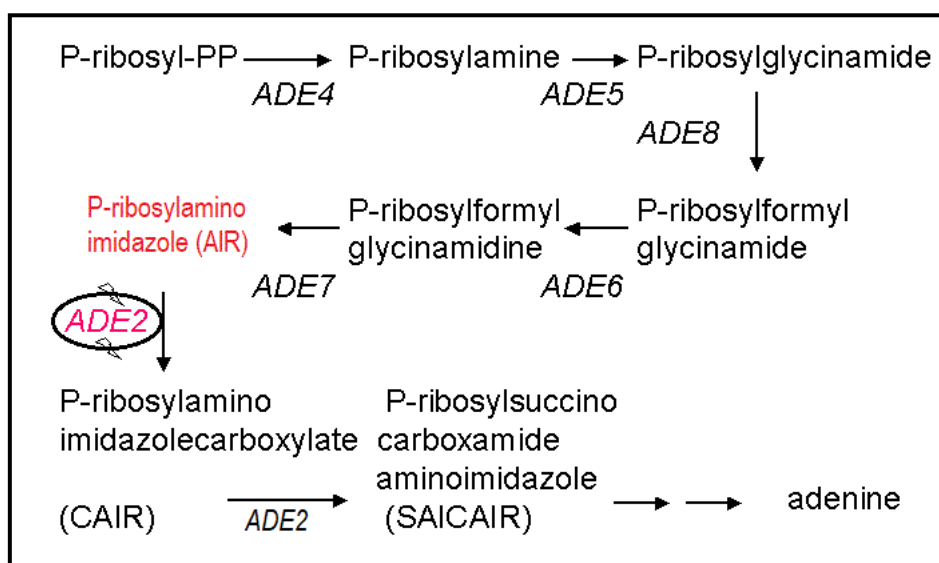 P-ribosyl-PP P-ribosylamine P-ribosylglycinamide
ADE4 ADE5
ADE8
P-ribosylamino
imidazole (AIR)
P-ribosylformyl
glycinamidine
P-ribosylformyl
glycinamide
ADE7 ADE6
ADE2
P-ribosylamino
imidazolecarboxylate
(CAIR)
ADE2
P-ribosylsuccino
carboxamide
aminoimidazole
(SAICAIR)
adenine